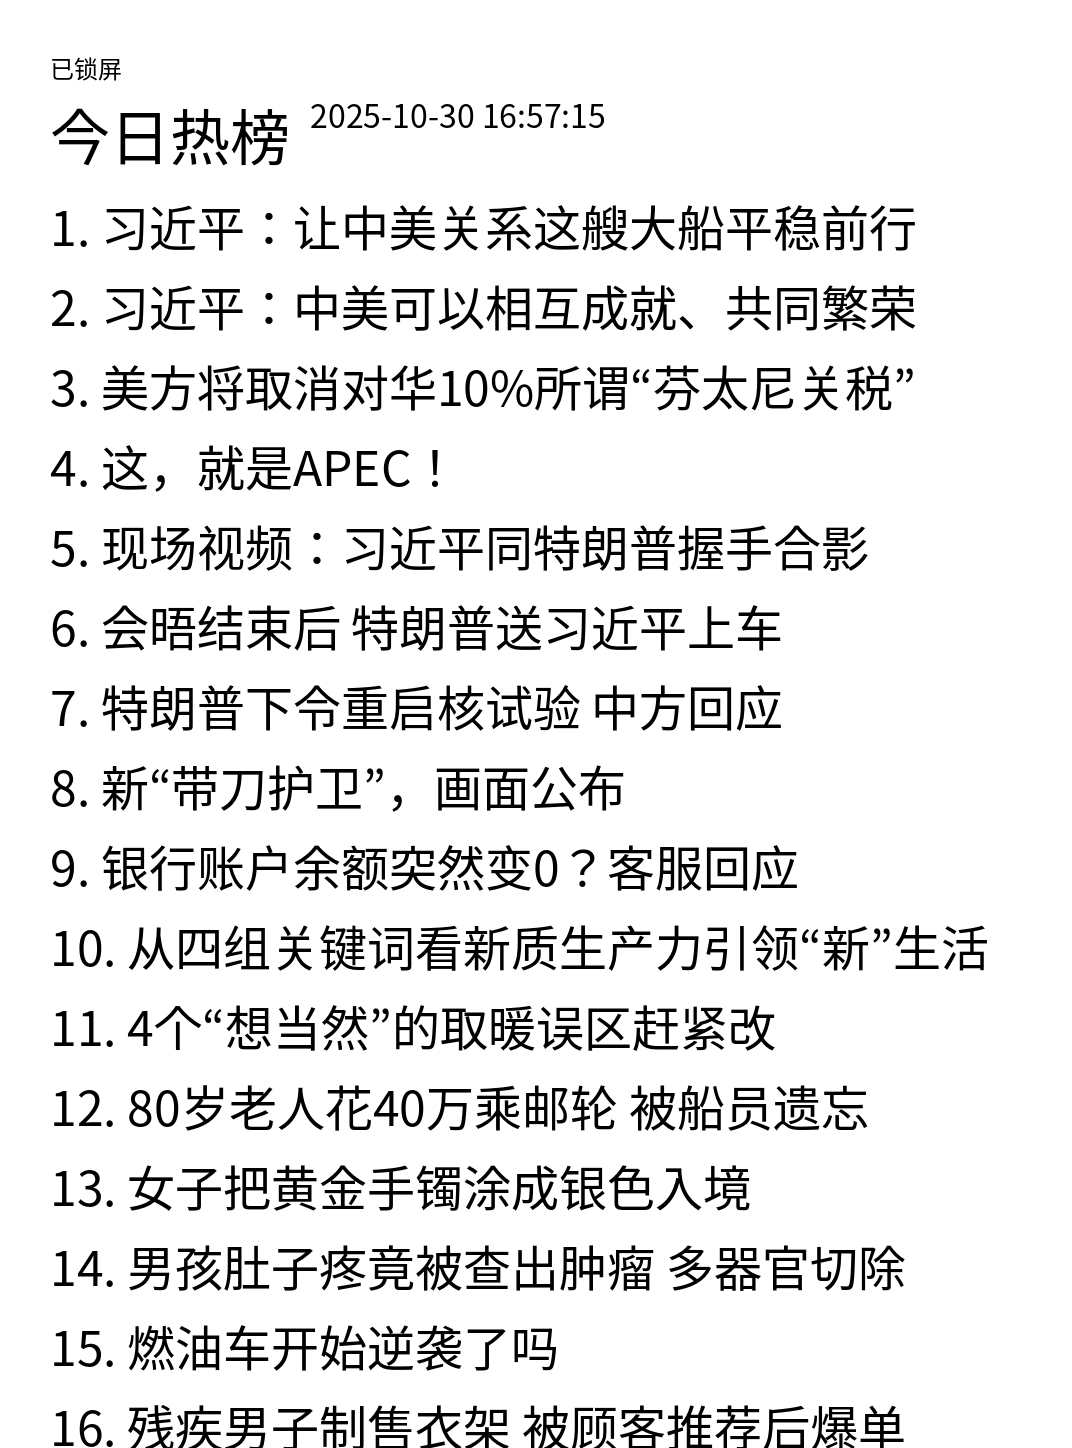 已锁屏
今日热榜 2025-10-30 16:57:15
1. 习近平：让中美关系这艘大船平稳前行
2. 习近平：中美可以相互成就、共同繁荣
3. 美方将取消对华10%所谓“芬太尼关税”
4. 这，就是APEC！
5. 现场视频：习近平同特朗普握手合影
6. 会晤结束后 特朗普送习近平上车
7. 特朗普下令重启核试验 中方回应
8. 新“带刀护卫”，画面公布
9. 银行账户余额突然变0？客服回应
10. 从四组关键词看新质生产力引领“新”生活
11. 4个“想当然”的取暖误区赶紧改
12. 80岁老人花40万乘邮轮 被船员遗忘
13. 女子把黄金手镯涂成银色入境
14. 男孩肚子疼竟被查出肿瘤 多器官切除
15. 燃油车开始逆袭了吗
16. 残疾男子制售衣架 被顾客推荐后爆单